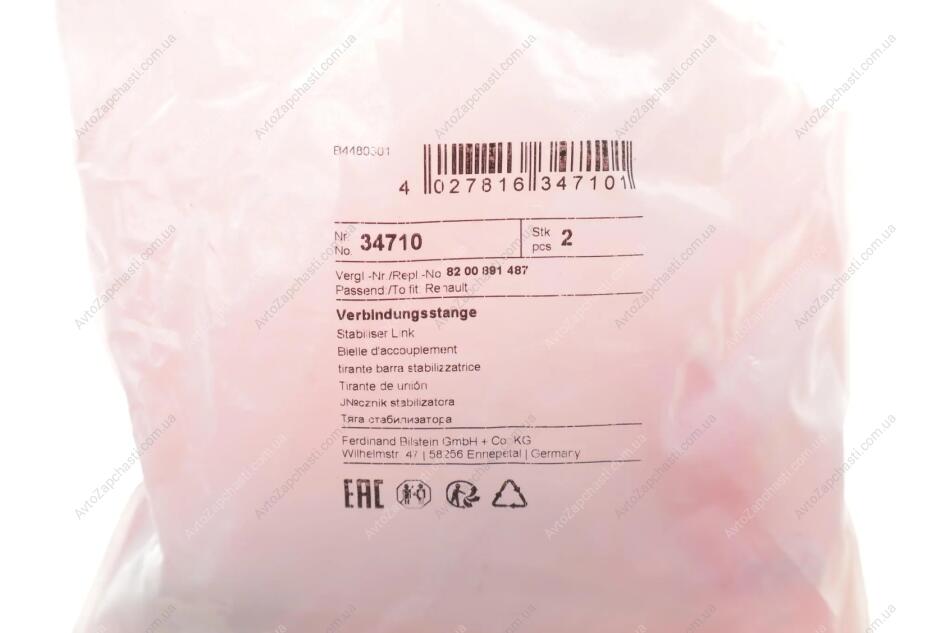 B4480301
4 027816 347101
Nr. No. 34710 Stk pcs 2
Vergl.-Nr./Repl.-No. 82 00 891 487
Passend:/To fit: Renault
Verbindungsstange
Stabiliser Link
Bielle d'accouplement
tirante barra stabilizzatrice
Tirante de unión
JNªcznik stabilizatora
Тяга стабилизатора
Ferdinand Bilstein GmbH + Co. KG
Wilhelmstr. 47 | 58256 Ennepetal | Germany
EAC
AvtoZapchasti.com.ua